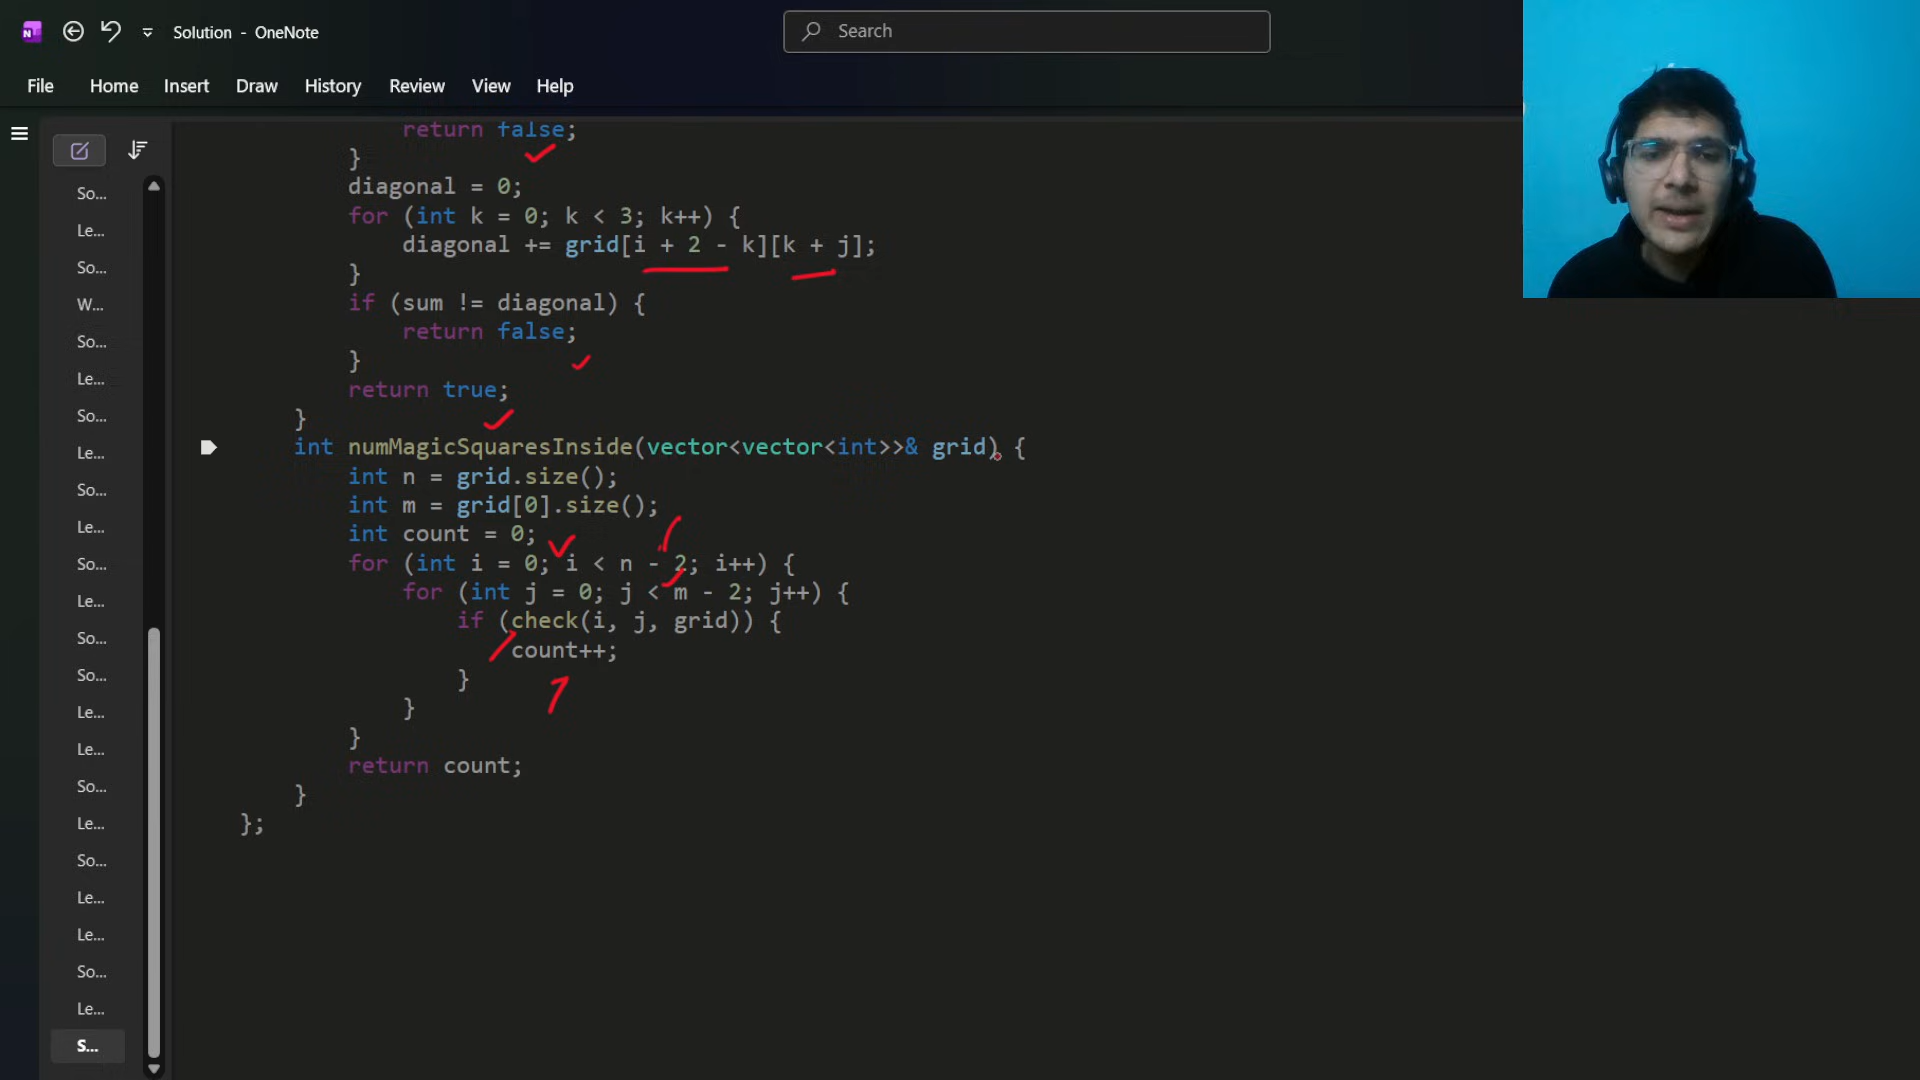 Solution - OneNote
Search
File Home Insert Draw History Review View Help
So...
Le...
So...
W...
So...
Le...
So...
Le...
So...
Le...
So...
Le...
So...
So...
Le...
Le...
So...
Le...
So...
Le...
Le...
So...
Le...
S...
return false;
}
diagonal = 0;
for (int k = 0; k < 3; k++) {
diagonal += grid[i + 2 - k][k + j];
}
if (sum != diagonal) {
return false;
}
return true;
}
int numMagicSquaresInside(vector<vector<int>>& grid) {
int n = grid.size();
int m = grid[0].size();
int count = 0;
for (int i = 0; i < n - 2; i++) {
for (int j = 0; j < m - 2; j++) {
if (check(i, j, grid)) {
count++;
}
}
}
return count;
}
};